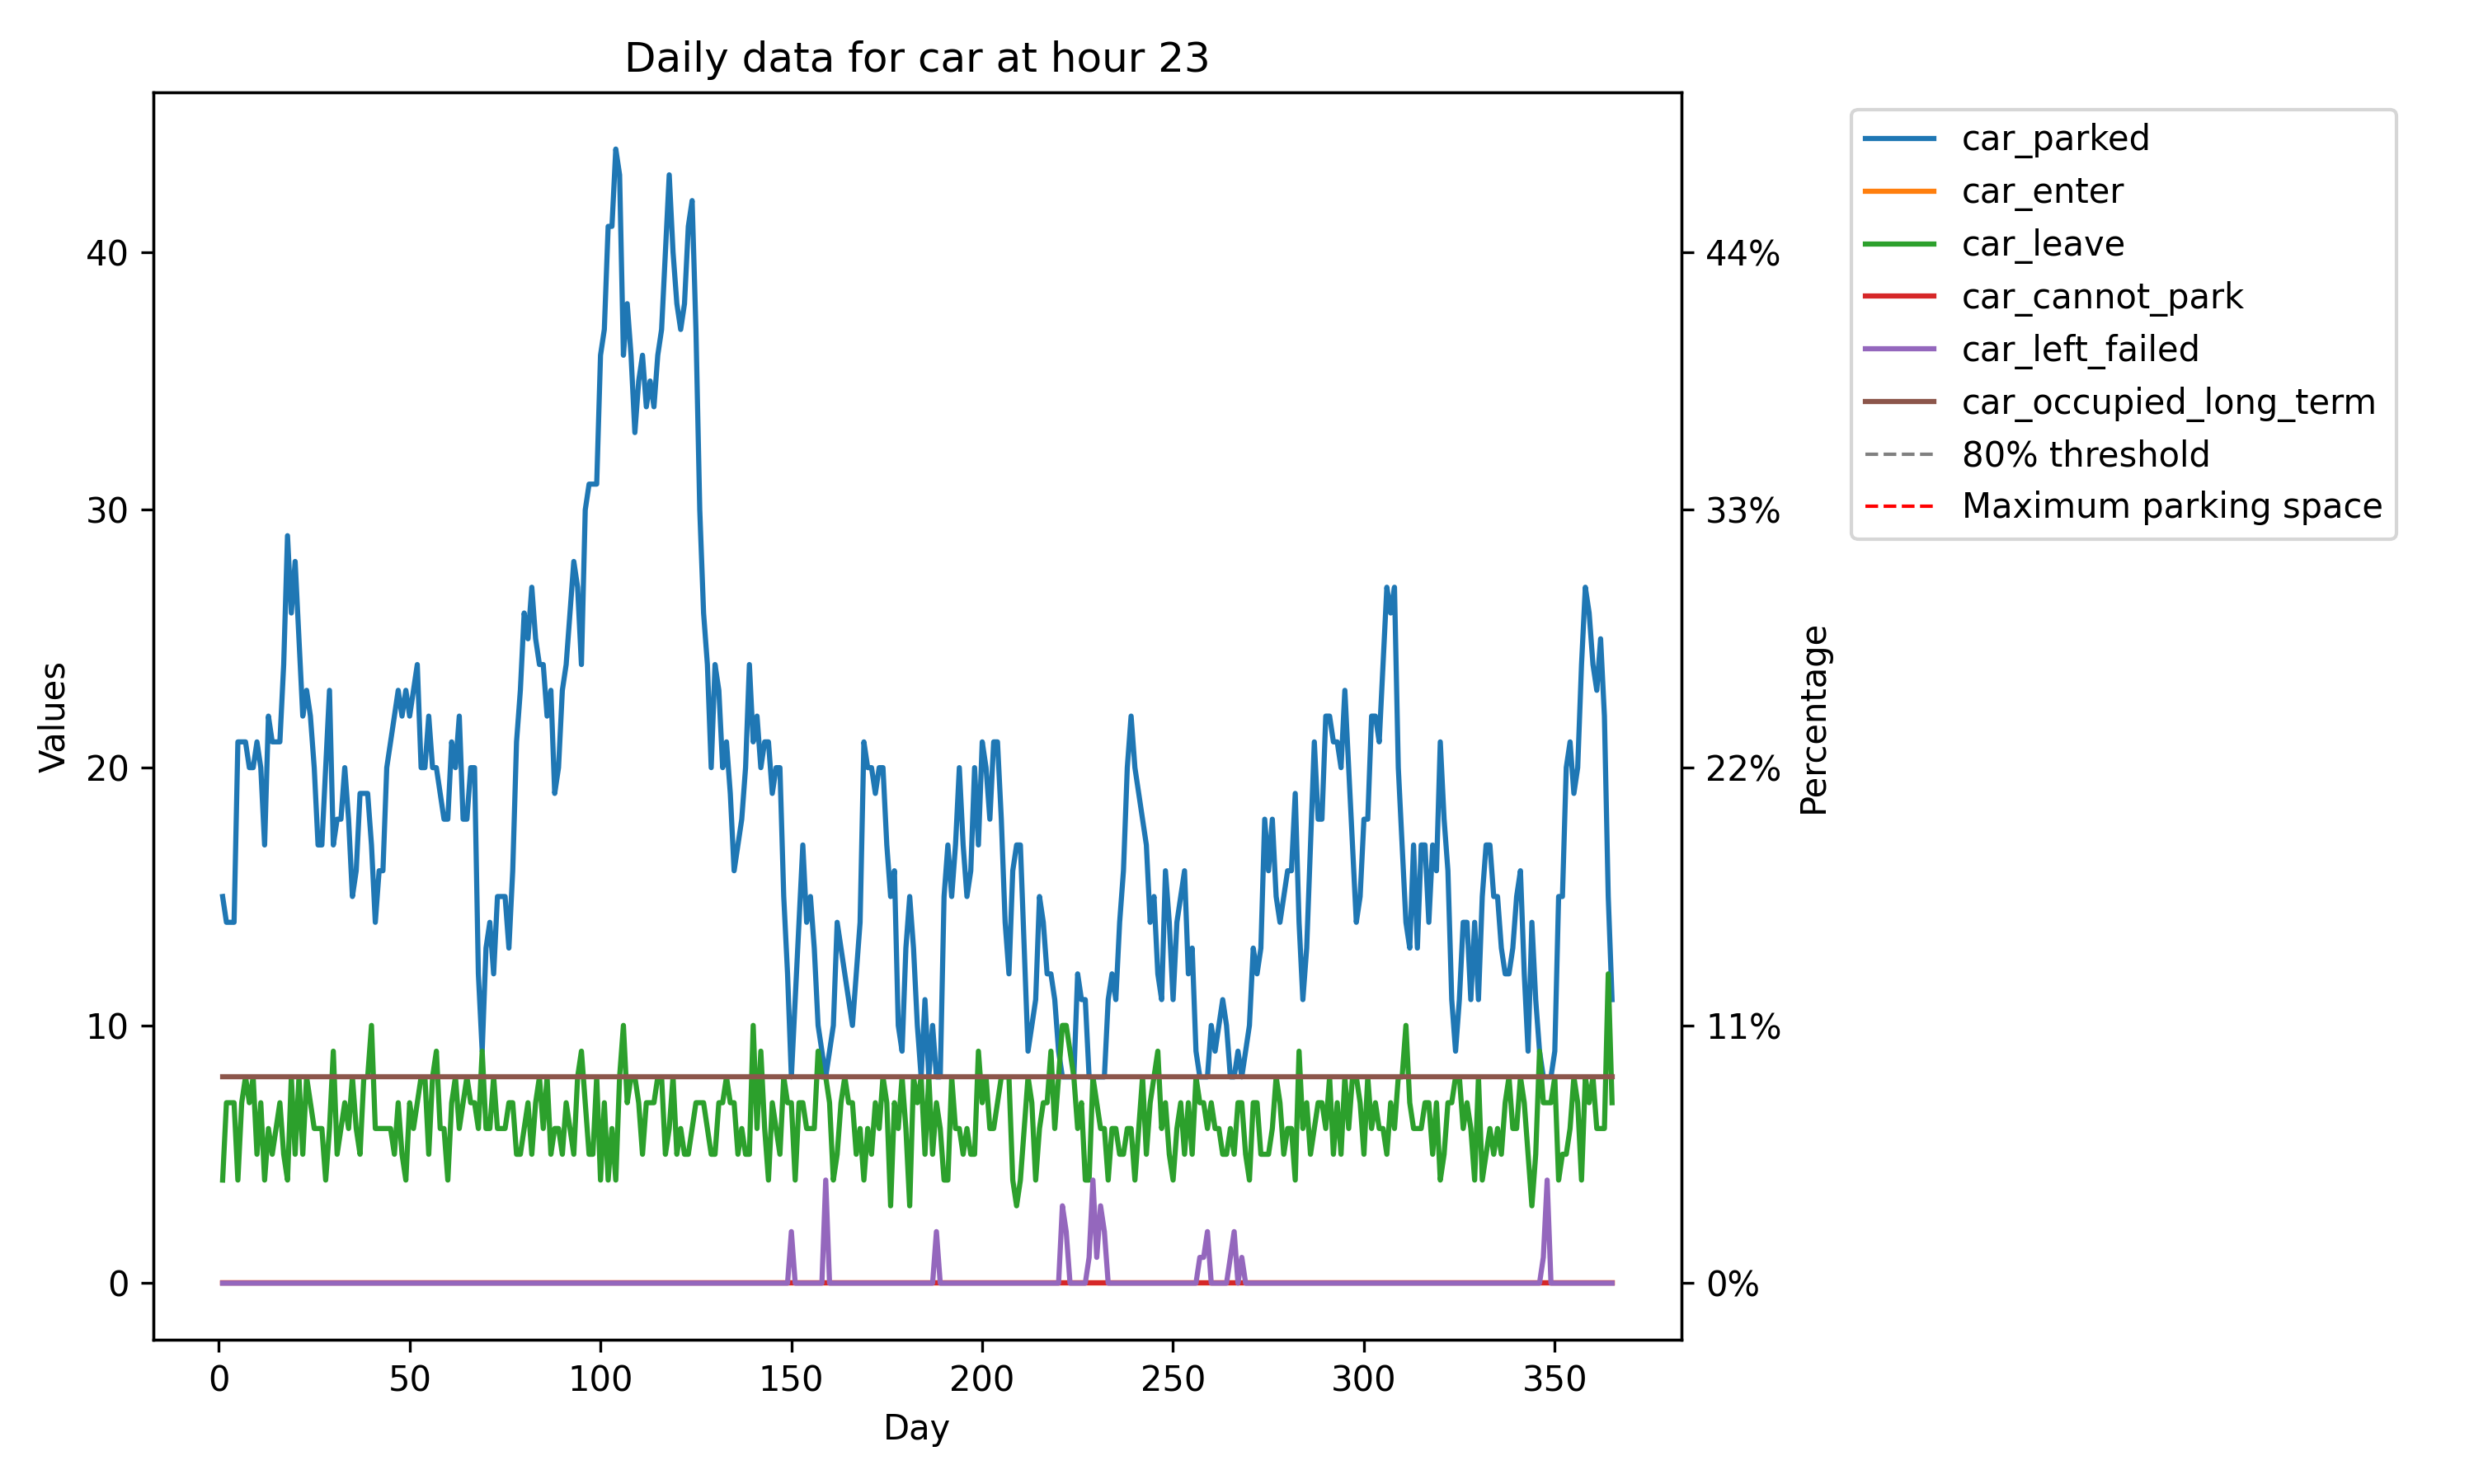 Daily data for car at hour 23
Values
40
30
20
10
0
0
50
100
150
200
250
300
350
Day
44%
33%
22%
11%
0%
Percentage
car_parked
car_enter
car_leave
car_cannot_park
car_left_failed
car_occupied_long_term
80% threshold
Maximum parking space